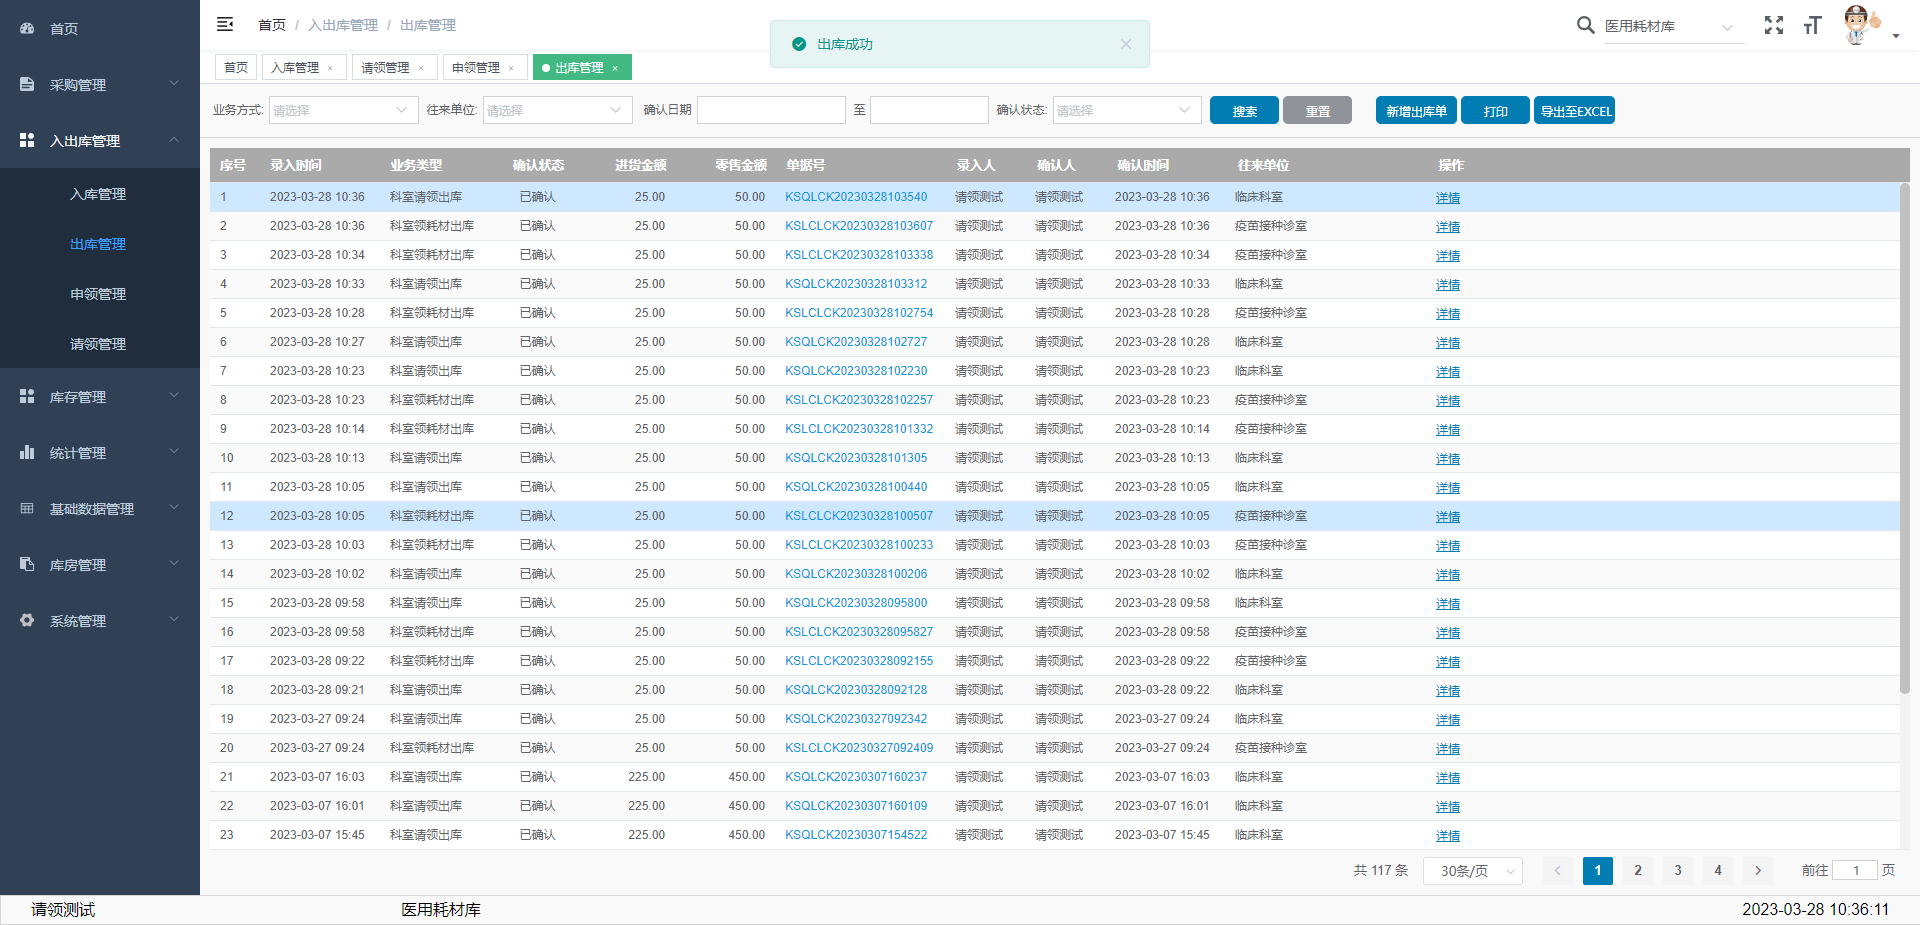 首页
采购管理
入出库管理
入库管理
出库管理
申领管理
请领管理
库存管理
统计管理
基础数据管理
库房管理
系统管理
首页 / 入出库管理 / 出库管理
出库成功
医用耗材库
首页 入库管理 × 请领管理 × 申领管理 × 出库管理 ×
业务方式: 请选择 往来单位: 请选择 确认日期 至 确认状态: 请选择 搜索 重置 新增出库单 打印 导出至EXCEL
序号 录入时间 业务类型 确认状态 进货金额 零售金额 单据号 录入人 确认人 确认时间 往来单位 操作
1 2023-03-28 10:36 科室请领出库 已确认 25.00 50.00 KSQLCK20230328103540 请领测试 请领测试 2023-03-28 10:36 临床科室 详情
2 2023-03-28 10:36 科室领耗材出库 已确认 25.00 50.00 KSLCLCK20230328103607 请领测试 请领测试 2023-03-28 10:36 疫苗接种诊室 详情
3 2023-03-28 10:34 科室领耗材出库 已确认 25.00 50.00 KSLCLCK20230328103338 请领测试 请领测试 2023-03-28 10:34 疫苗接种诊室 详情
4 2023-03-28 10:33 科室请领出库 已确认 25.00 50.00 KSQLCK20230328103312 请领测试 请领测试 2023-03-28 10:33 临床科室 详情
5 2023-03-28 10:28 科室领耗材出库 已确认 25.00 50.00 KSLCLCK20230328102754 请领测试 请领测试 2023-03-28 10:28 疫苗接种诊室 详情
6 2023-03-28 10:27 科室请领出库 已确认 25.00 50.00 KSQLCK20230328102727 请领测试 请领测试 2023-03-28 10:28 临床科室 详情
7 2023-03-28 10:23 科室请领出库 已确认 25.00 50.00 KSQLCK20230328102230 请领测试 请领测试 2023-03-28 10:23 临床科室 详情
8 2023-03-28 10:23 科室领耗材出库 已确认 25.00 50.00 KSLCLCK20230328102257 请领测试 请领测试 2023-03-28 10:23 疫苗接种诊室 详情
9 2023-03-28 10:14 科室领耗材出库 已确认 25.00 50.00 KSLCLCK20230328101332 请领测试 请领测试 2023-03-28 10:14 疫苗接种诊室 详情
10 2023-03-28 10:13 科室请领出库 已确认 25.00 50.00 KSQLCK20230328101305 请领测试 请领测试 2023-03-28 10:13 临床科室 详情
11 2023-03-28 10:05 科室请领出库 已确认 25.00 50.00 KSQLCK20230328100440 请领测试 请领测试 2023-03-28 10:05 临床科室 详情
12 2023-03-28 10:05 科室领耗材出库 已确认 25.00 50.00 KSLCLCK20230328100507 请领测试 请领测试 2023-03-28 10:05 疫苗接种诊室 详情
13 2023-03-28 10:03 科室领耗材出库 已确认 25.00 50.00 KSLCLCK20230328100233 请领测试 请领测试 2023-03-28 10:03 疫苗接种诊室 详情
14 2023-03-28 10:02 科室请领出库 已确认 25.00 50.00 KSQLCK20230328100206 请领测试 请领测试 2023-03-28 10:02 临床科室 详情
15 2023-03-28 09:58 科室请领出库 已确认 25.00 50.00 KSQLCK20230328095800 请领测试 请领测试 2023-03-28 09:58 临床科室 详情
16 2023-03-28 09:58 科室领耗材出库 已确认 25.00 50.00 KSLCLCK20230328095827 请领测试 请领测试 2023-03-28 09:58 疫苗接种诊室 详情
17 2023-03-28 09:22 科室领耗材出库 已确认 25.00 50.00 KSLCLCK20230328092155 请领测试 请领测试 2023-03-28 09:22 疫苗接种诊室 详情
18 2023-03-28 09:21 科室请领出库 已确认 25.00 50.00 KSQLCK20230328092128 请领测试 请领测试 2023-03-28 09:22 临床科室 详情
19 2023-03-27 09:24 科室请领出库 已确认 25.00 50.00 KSQLCK20230327092342 请领测试 请领测试 2023-03-27 09:24 临床科室 详情
20 2023-03-27 09:24 科室领耗材出库 已确认 25.00 50.00 KSLCLCK20230327092409 请领测试 请领测试 2023-03-27 09:24 疫苗接种诊室 详情
21 2023-03-07 16:03 科室请领出库 已确认 225.00 450.00 KSQLCK20230307160237 请领测试 请领测试 2023-03-07 16:03 临床科室 详情
22 2023-03-07 16:01 科室请领出库 已确认 225.00 450.00 KSQLCK20230307160109 请领测试 请领测试 2023-03-07 16:01 临床科室 详情
23 2023-03-07 15:45 科室请领出库 已确认 225.00 450.00 KSQLCK20230307154522 请领测试 请领测试 2023-03-07 15:45 临床科室 详情
共 117 条 30条/页 1 2 3 4 前往 1 页
请领测试 医用耗材库 2023-03-28 10:36:11